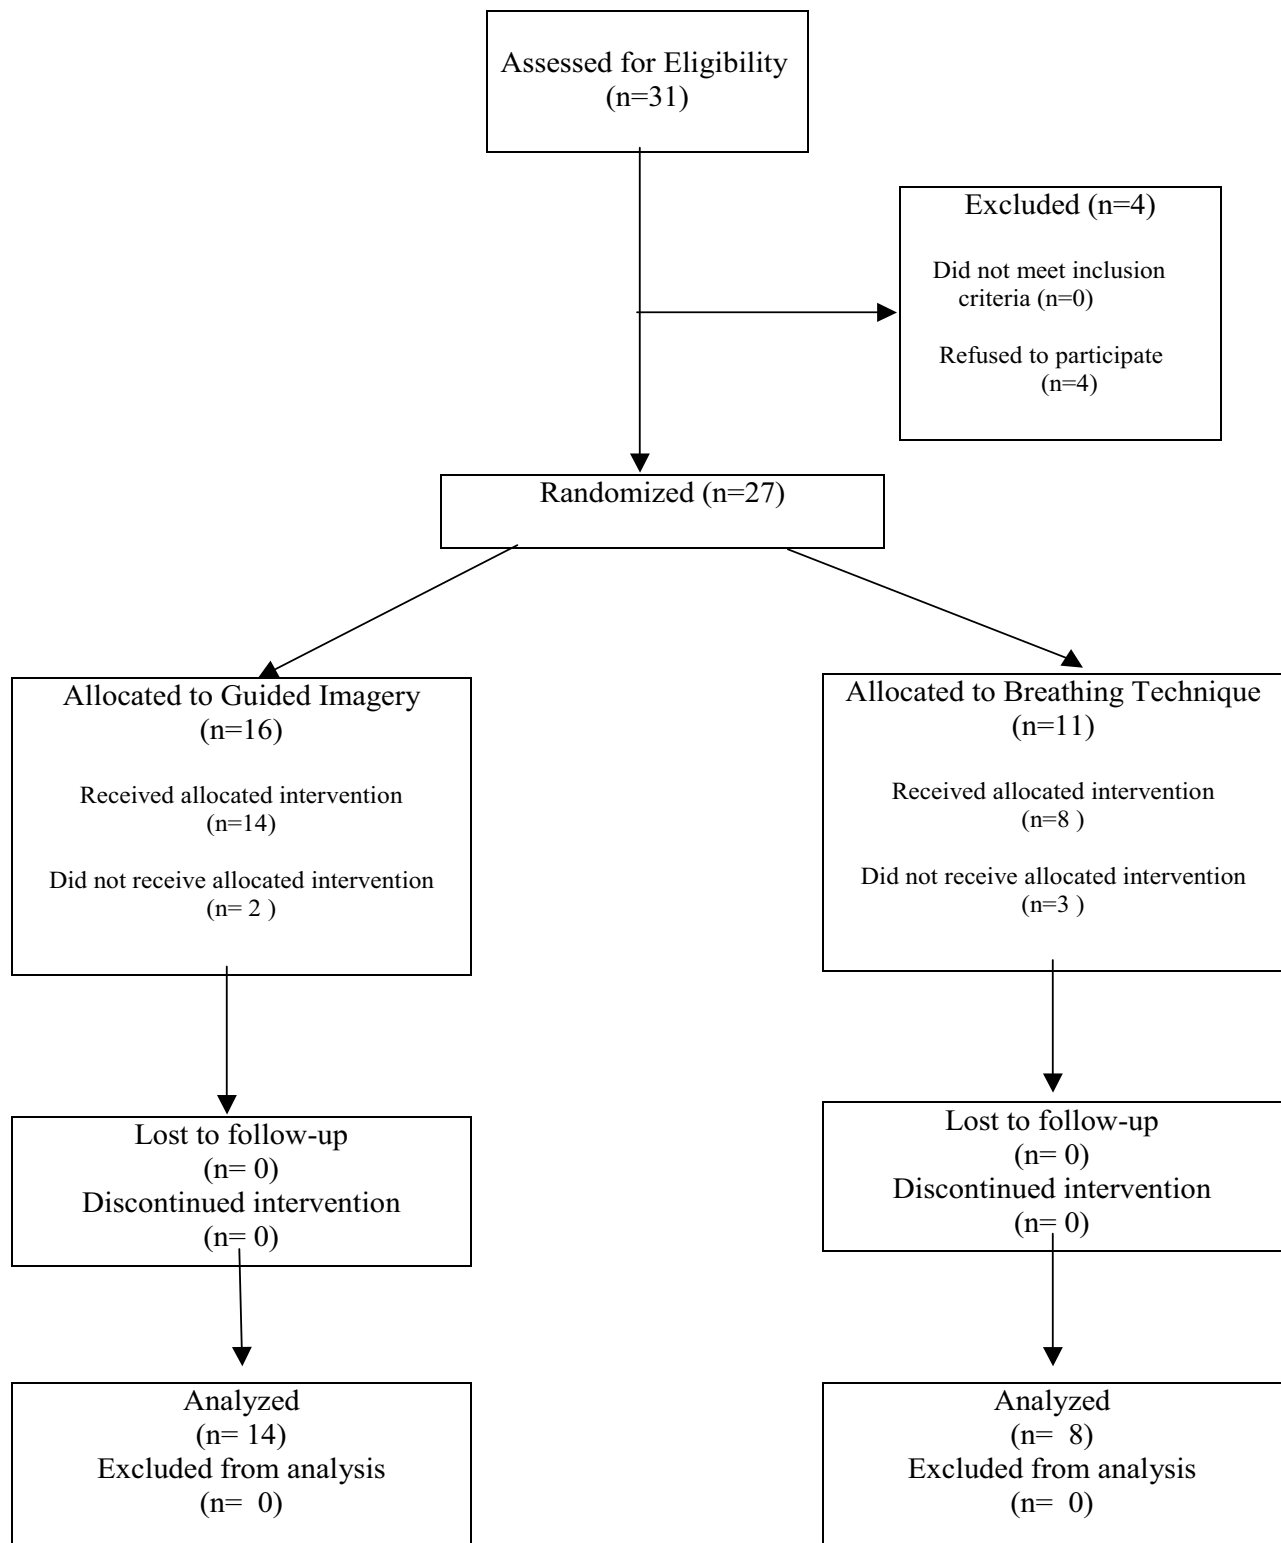 Assessed for Eligibility
(n=31)
Excluded (n=4)
Did not meet inclusion
criteria (n=0)
Refused to participate
(n=4)
Randomized (n=27)
Allocated to Guided Imagery
(n=16)
Received allocated intervention
(n=14)
Did not receive allocated intervention
(n= 2 )
Allocated to Breathing Technique
(n=11)
Received allocated intervention
(n=8 )
Did not receive allocated intervention
(n=3 )
Lost to follow-up
(n= 0)
Discontinued intervention
(n= 0)
Lost to follow-up
(n= 0)
Discontinued intervention
(n= 0)
Analyzed
(n= 14)
Excluded from analysis
(n=  0)
Analyzed
(n=  8)
Excluded from analysis
(n=  0)